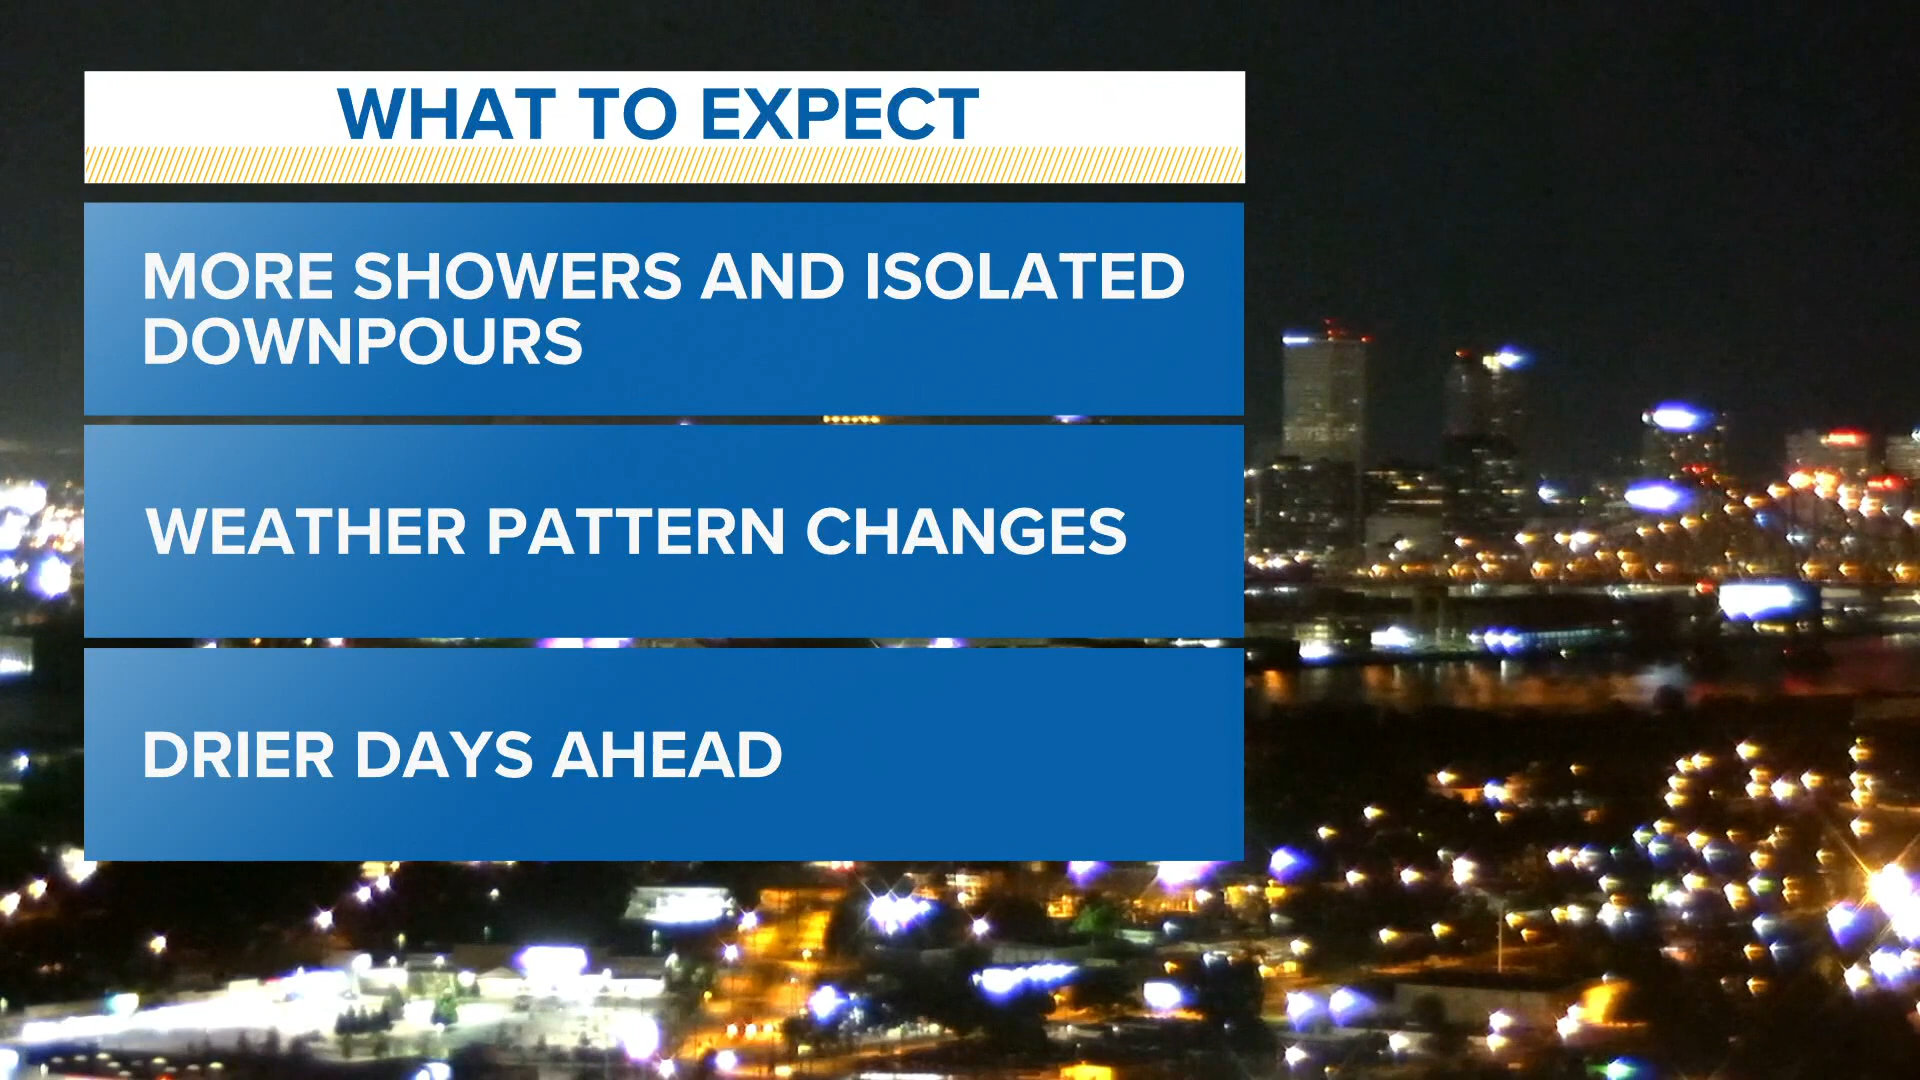 WHAT TO EXPECT
MORE SHOWERS AND ISOLATED
DOWNPOURS
WEATHER PATTERN CHANGES
DRIER DAYS AHEAD